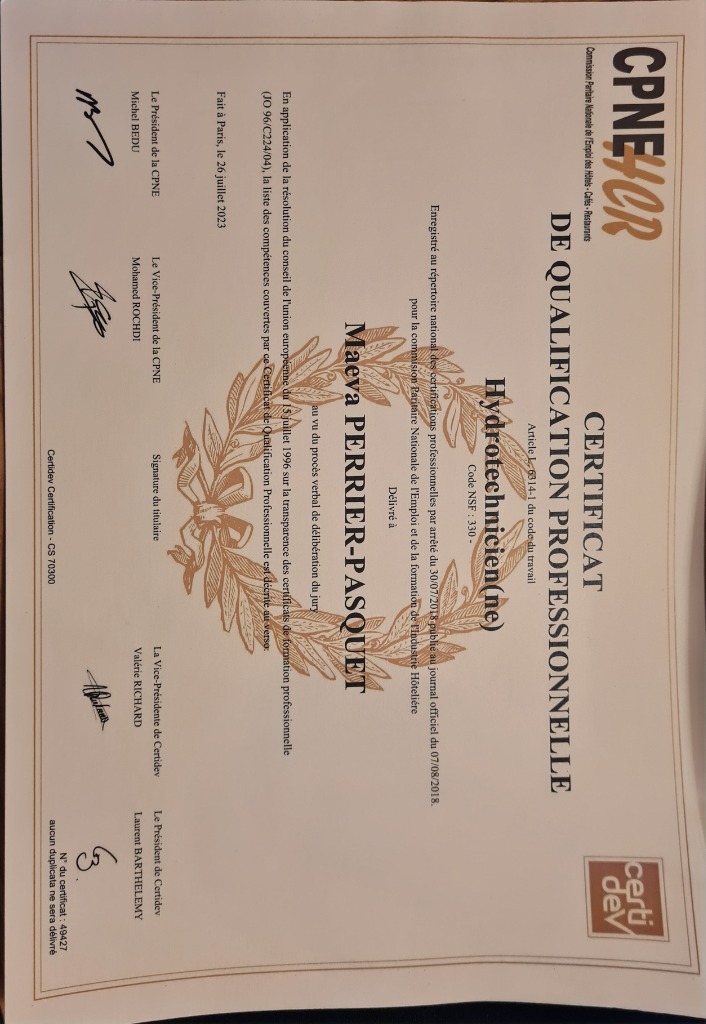 CPNE HCR
Commission Paritaire Nationale de l'Emploi des Hôtels - Cafés - Restaurants
certi
dev
CERTIFICAT
DE QUALIFICATION PROFESSIONNELLE
Article L. 6314-1 du code du travail
Hydrotechnicien(ne)
Code NSF : 330 -
Enregistré au répertoire national des certifications professionnelles par arrêté du 30/07/2018 publié au journal officiel du 07/08/2018.
pour la commission Paritaire Nationale de l'Emploi et de la formation de l'Industrie Hôtelière
Délivré à
Maeva PERRIER-PASQUET
au vu du procès verbal de délibération du jury
En application de la résolution du conseil de l'union européenne du 15 juillet 1996 sur la transparence des certificats de formation professionnelle
(JO 96/C224/04), la liste des compétences couvertes par ce Certificat de Qualification Professionnelle est décrite au verso.
Fait à Paris, le 26 juillet 2023
Le Président de la CPNE
Michel BEDU
Le Vice-Président de la CPNE
Mohamed ROCHDI
Signature du titulaire
La Vice-Présidente de Certidev
Valérie RICHARD
Le Président de Certidev
Laurent BARTHELEMY
Certidev Certification - CS 70300
N° du certificat : 49427
aucun duplicata ne sera délivré